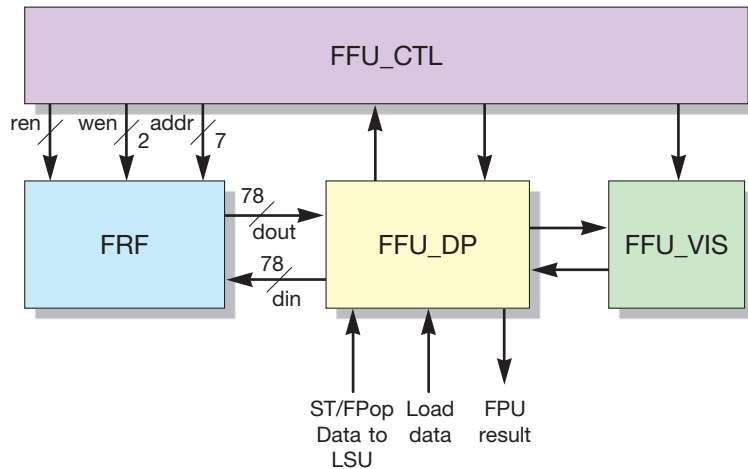 FFU_CTL
ren wen addr
2 7
78
dout
78
din
FRF
FFU_DP
FFU_VIS
ST/FPop Data to LSU
Load data
FPU result